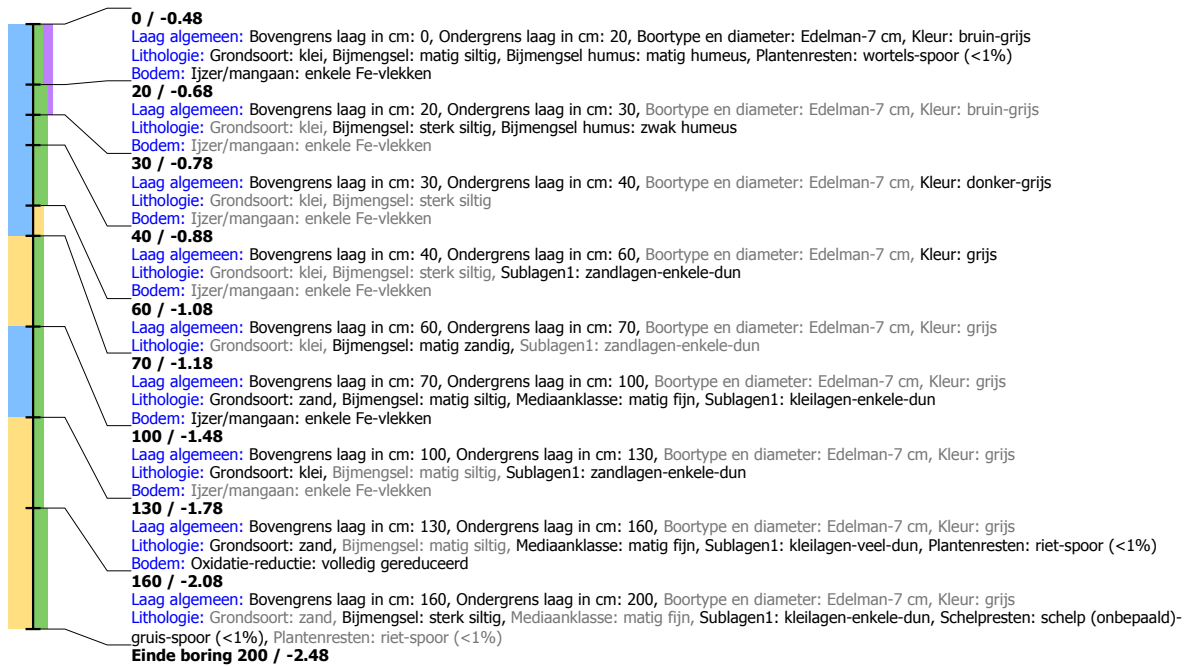 0 / -0.48
Laag algemeen: Bovengrens laag in cm: 0, Ondergrens laag in cm: 20, Boortype en diameter: Edelman-7 cm, Kleur: bruin-grijs
Lithologie: Grondsoort: klei, Bijmengsel: matig siltig, Bijmengsel humus: matig humeus, Plantenresten: wortels-spoor (<1%)
Bodem: Ijzer/mangaan: enkele Fe-vlekken
20 / -0.68
Laag algemeen: Bovengrens laag in cm: 20, Ondergrens laag in cm: 30, Boortype en diameter: Edelman-7 cm, Kleur: bruin-grijs
Lithologie: Grondsoort: klei, Bijmengsel: sterk siltig, Bijmengsel humus: zwak humeus
Bodem: Ijzer/mangaan: enkele Fe-vlekken
30 / -0.78
Laag algemeen: Bovengrens laag in cm: 30, Ondergrens laag in cm: 40, Boortype en diameter: Edelman-7 cm, Kleur: donker-grijs
Lithologie: Grondsoort: klei, Bijmengsel: sterk siltig
Bodem: Ijzer/mangaan: enkele Fe-vlekken
40 / -0.88
Laag algemeen: Bovengrens laag in cm: 40, Ondergrens laag in cm: 60, Boortype en diameter: Edelman-7 cm, Kleur: grijs
Lithologie: Grondsoort: klei, Bijmengsel: sterk siltig, Sublagen1: zandlagen-enkele-dun
Bodem: Ijzer/mangaan: enkele Fe-vlekken
60 / -1.08
Laag algemeen: Bovengrens laag in cm: 60, Ondergrens laag in cm: 70, Boortype en diameter: Edelman-7 cm, Kleur: grijs
Lithologie: Grondsoort: klei, Bijmengsel: matig zandig, Sublagen1: zandlagen-enkele-dun
70 / -1.18
Laag algemeen: Bovengrens laag in cm: 70, Ondergrens laag in cm: 100, Boortype en diameter: Edelman-7 cm, Kleur: grijs
Lithologie: Grondsoort: zand, Bijmengsel: matig siltig, Mediaanklasse: matig fijn, Sublagen1: kleilagen-enkele-dun
Bodem: Ijzer/mangaan: enkele Fe-vlekken
100 / -1.48
Laag algemeen: Bovengrens laag in cm: 100, Ondergrens laag in cm: 130, Boortype en diameter: Edelman-7 cm, Kleur: grijs
Lithologie: Grondsoort: klei, Bijmengsel: matig siltig, Sublagen1: zandlagen-enkele-dun
Bodem: Ijzer/mangaan: enkele Fe-vlekken
130 / -1.78
Laag algemeen: Bovengrens laag in cm: 130, Ondergrens laag in cm: 160, Boortype en diameter: Edelman-7 cm, Kleur: grijs
Lithologie: Grondsoort: zand, Bijmengsel: matig siltig, Mediaanklasse: matig fijn, Sublagen1: kleilagen-veel-dun, Plantenresten: riet-spoor (<1%)
Bodem: Oxidatie-reductie: volledig gereduceerd
160 / -2.08
Laag algemeen: Bovengrens laag in cm: 160, Ondergrens laag in cm: 200, Boortype en diameter: Edelman-7 cm, Kleur: grijs
Lithologie: Grondsoort: zand, Bijmengsel: sterk siltig, Mediaanklasse: matig fijn, Sublagen1: kleilagen-enkele-dun, Schelpresten: schelp (onbepaald)-
gruis-spoor (<1%), Plantenresten: riet-spoor (<1%)
Einde boring 200 / -2.48